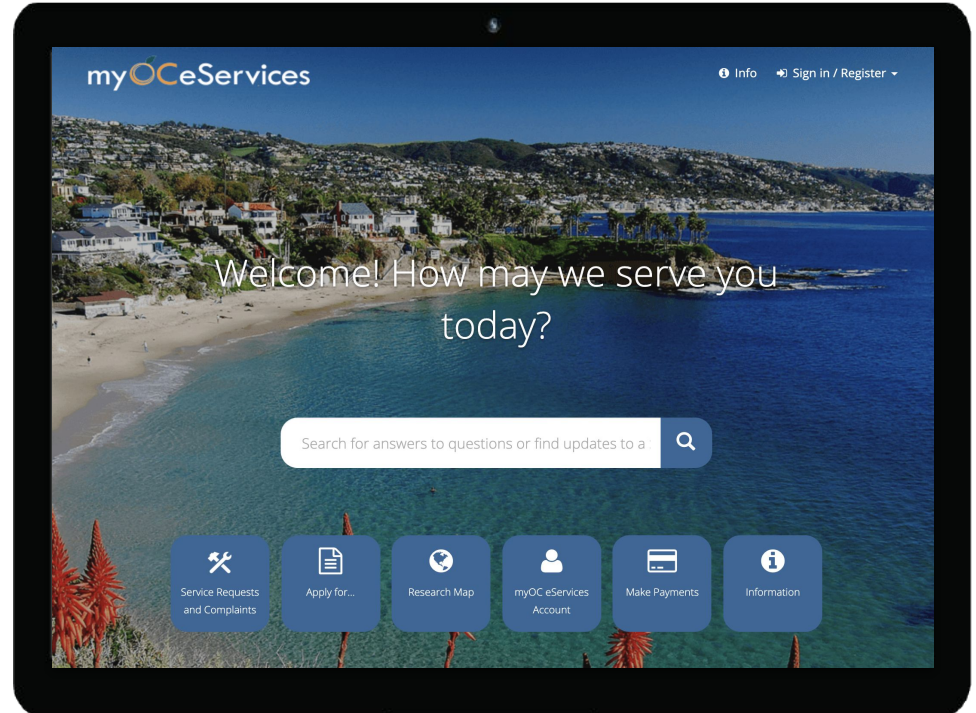 myOCeServices
Info
Sign in / Register
Welcome! How may we serve you
today?
Search for answers to questions or find updates to a
Service Requests
and Complaints
Apply for...
Research Map
myOC eServices
Account
Make Payments
Information